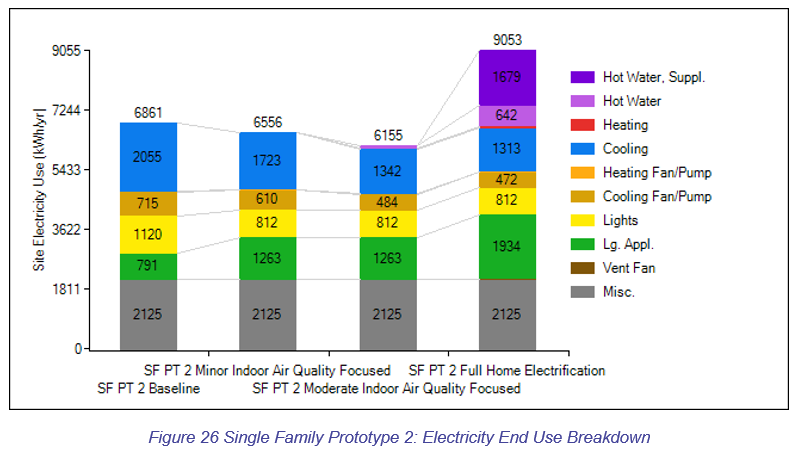 9055
7244
5433
3622
1811
0
Site Electricity Use [kWh/yr]
6861
2055
715
1120
791
2125
6556
1723
610
812
1263
2125
6155
1342
484
812
1263
2125
9053
1679
642
1313
472
812
1934
2125
SF PT 2 Minor Indoor Air Quality Focused
SF PT 2 Full Home Electrification
SF PT 2 Baseline
SF PT 2 Moderate Indoor Air Quality Focused
Hot Water, Suppl.
Hot Water
Heating
Cooling
Heating Fan/Pump
Cooling Fan/Pump
Lights
Lg. Appl.
Vent Fan
Misc.
Figure 26 Single Family Prototype 2: Electricity End Use Breakdown